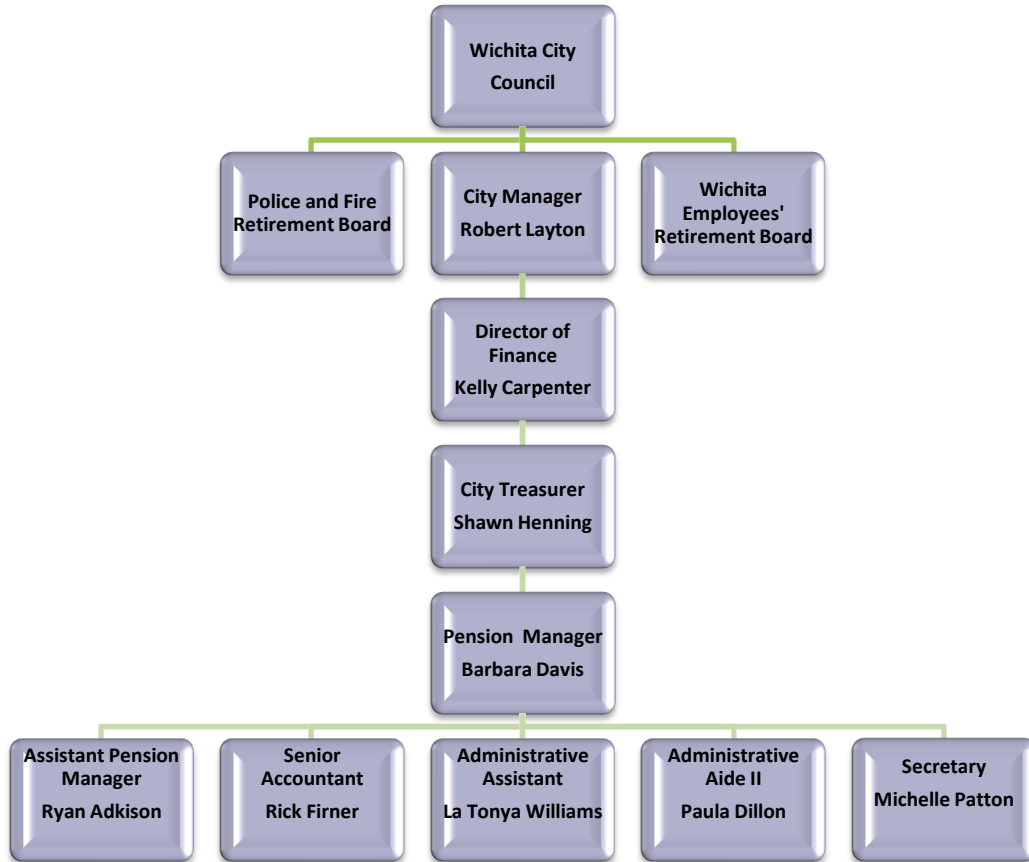 Wichita City
Council
Police and Fire
Retirement Board
City Manager
Robert Layton
Wichita
Employees'
Retirement Board
Director of
Finance
Kelly Carpenter
City Treasurer
Shawn Henning
Pension  Manager
Barbara Davis
Assistant Pension
Manager
Ryan Adkison
Senior
Accountant
Rick Firner
Administrative
Assistant
La Tonya Williams
Administrative
Aide II
Paula Dillon
Secretary
Michelle Patton